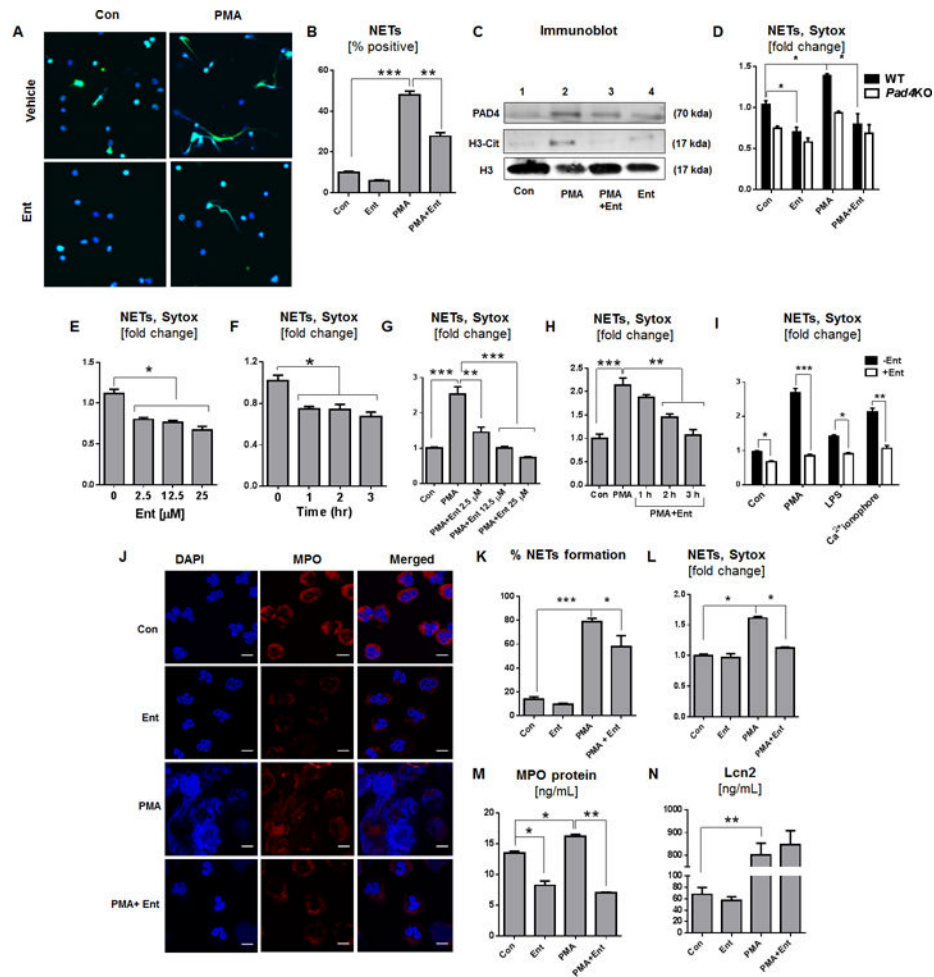 A
Con
PMA
Vehicle
Ent
B
NETs
[% positive]
***
**
60
40
20
0
Con
Ent
PMA
PMA+Ent
C
Immunoblot
1
2
3
4
PAD4
(70 kda)
H3-Cit
(17 kda)
H3
(17 kda)
Con
PMA
PMA
+Ent
Ent
D
NETs, Sytox
[fold change]
*
*
*
WT
Pad4KO
1.5
1.0
0.5
0.0
Con
Ent
PMA
PMA+Ent
E
NETs, Sytox
[fold change]
*
1.5
1.0
0.5
0.0
0
2.5
12.5
25
Ent [µM]
F
NETs, Sytox
[fold change]
*
1.2
0.8
0.4
0.0
0
1
2
3
Time (hr)
G
NETs, Sytox
[fold change]
***
***
**
4
3
2
1
0
Con
PMA
PMA+Ent 2.5 µM
PMA+Ent 12.5 µM
PMA+Ent 25 µM
H
NETs, Sytox
[fold change]
***
**
2.5
2.0
1.5
1.0
0.5
0.0
Con
PMA
1 h
2 h
3 h
PMA+Ent
I
NETs, Sytox
[fold change]
-Ent
+Ent
*
***
*
**
3
2
1
0
Con
PMA
LPS
Ca2+ionophore
J
DAPI
MPO
Merged
Con
Ent
PMA
PMA+ Ent
K
% NETs formation
***
*
100
80
60
40
20
0
Con
Ent
PMA
PMA + Ent
L
NETs, Sytox
[fold change]
*
*
2.0
1.5
1.0
0.5
0.0
Con
Ent
PMA
PMA+Ent
M
MPO protein
[ng/mL]
*
*
**
20
15
10
5
0
Con
Ent
PMA
PMA+Ent
N
Lcn2
[ng/mL]
**
1000
900
800
100
80
60
40
20
0
Con
Ent
PMA
PMA+Ent